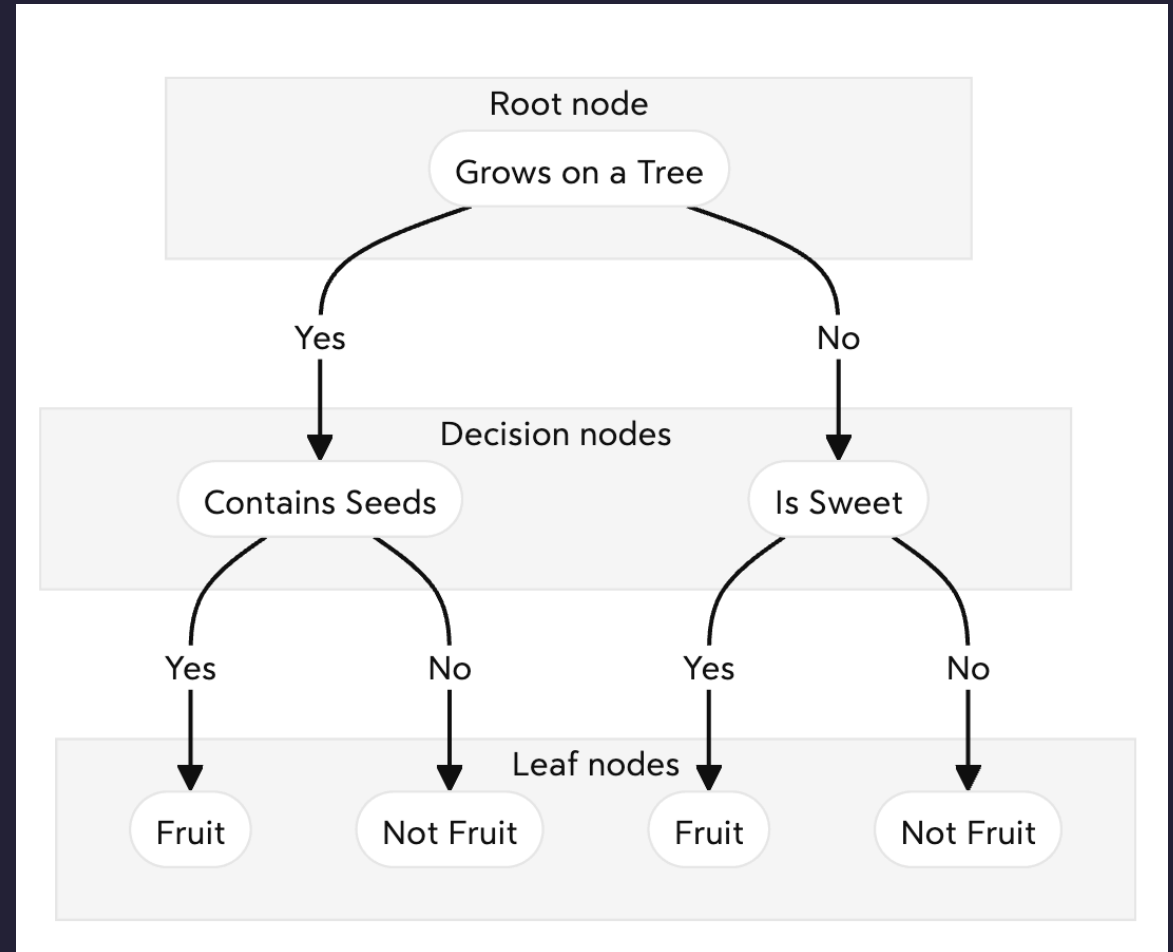 Root node
Grows on a Tree
Yes
No
Decision nodes
Contains Seeds
Is Sweet
Yes
No
Yes
No
Leaf nodes
Fruit
Not Fruit
Fruit
Not Fruit